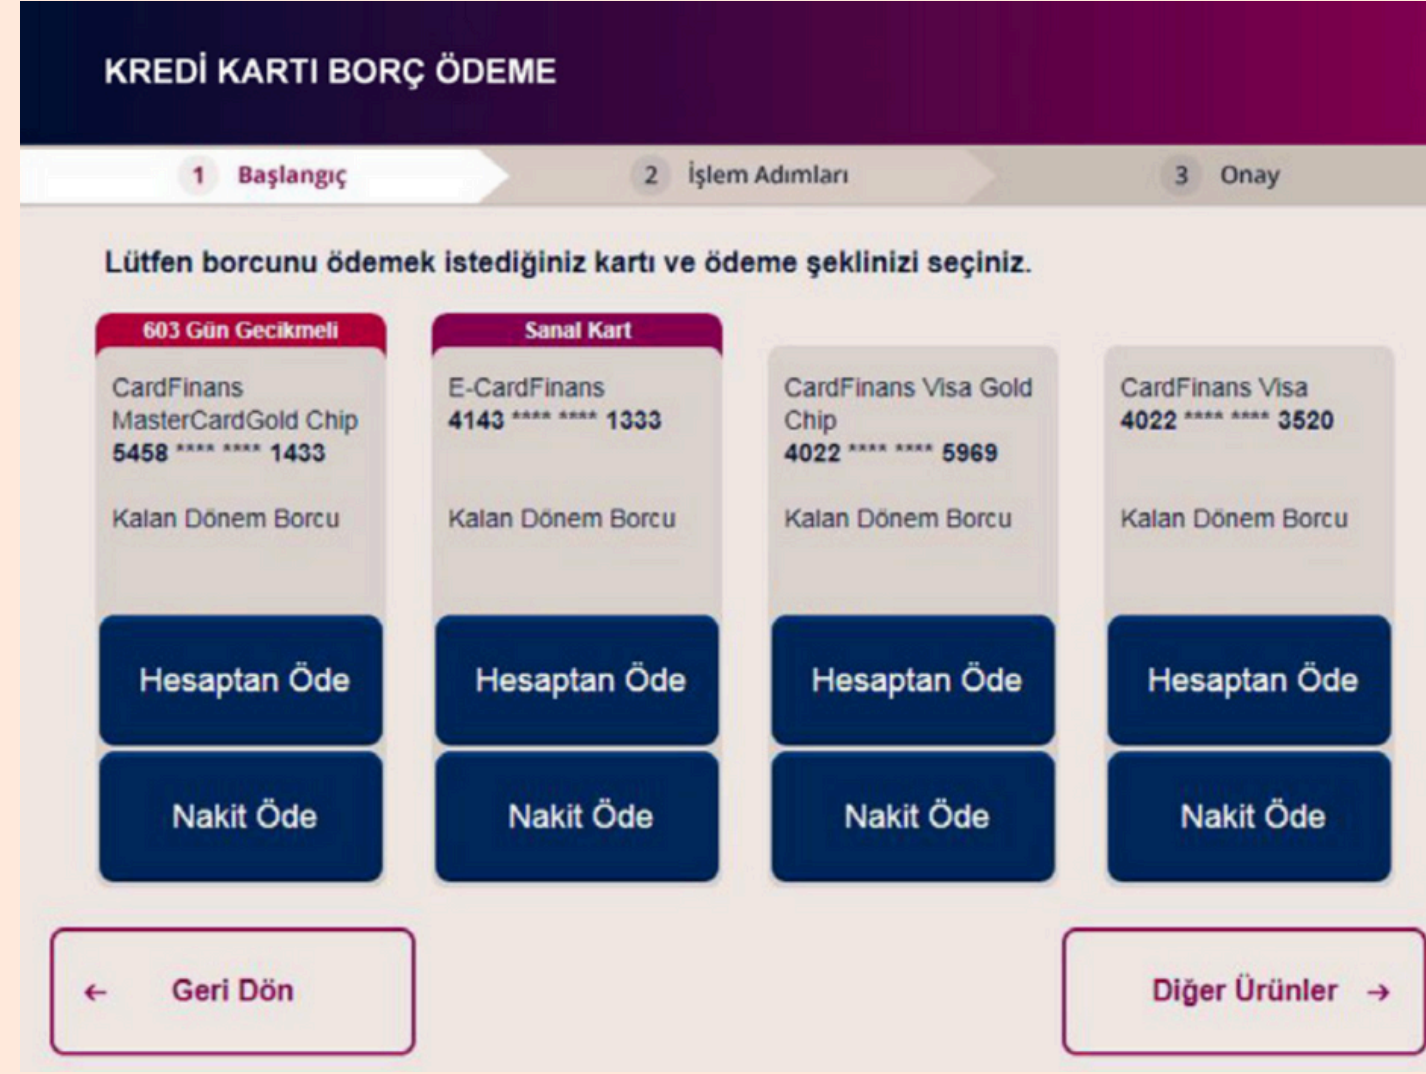 KREDİ KARTI BORÇ ÖDEME
1 Başlangıç
2 İşlem Adımları
3 Onay
Lütfen borcunu ödemek istediğiniz kartı ve ödeme şeklinizi seçiniz.
603 Gün Gecikmeli
CardFinans
MasterCardGold Chip
5458 **** **** 1433
Kalan Dönem Borcu
Hesaptan Öde
Nakit Öde
Sanal Kart
E-CardFinans
4143 **** **** 1333
Kalan Dönem Borcu
Hesaptan Öde
Nakit Öde
CardFinans Visa Gold
Chip
4022 **** **** 5969
Kalan Dönem Borcu
Hesaptan Öde
Nakit Öde
CardFinans Visa
4022 **** **** 3520
Kalan Dönem Borcu
Hesaptan Öde
Nakit Öde
← Geri Dön
Diğer Ürünler →